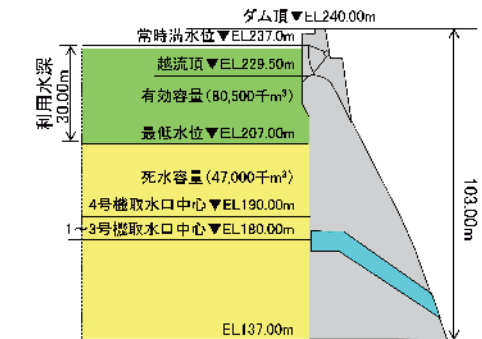 ダム頂▼EL240.00m
常時満水位▼EL237.0m
越流頂▼EL229.50m
利用水深
30.00m
有効容量(80,500千m³)
最低水位▼EL207.00m
死水容量(47,000千m³)
4号機取水口中心▼EL190.00m
1～3号機取水口中心▼EL180.00m
103.00m
EL137.00m